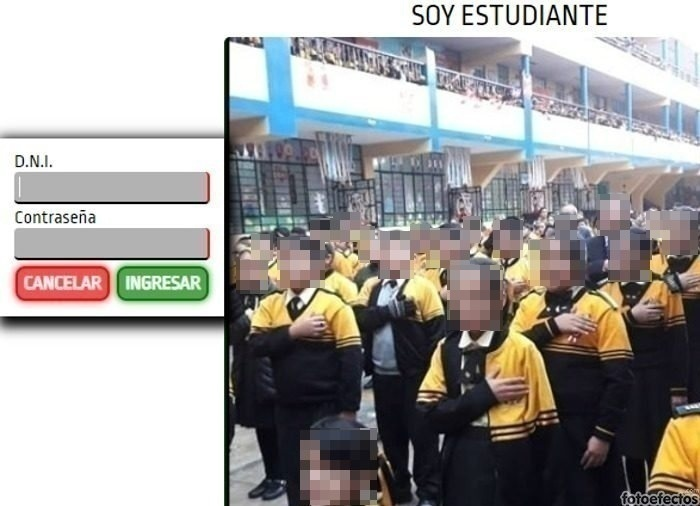 SOY ESTUDIANTE
D.N.I.
Contraseña
CANCELAR INGRESAR
fotoefectos